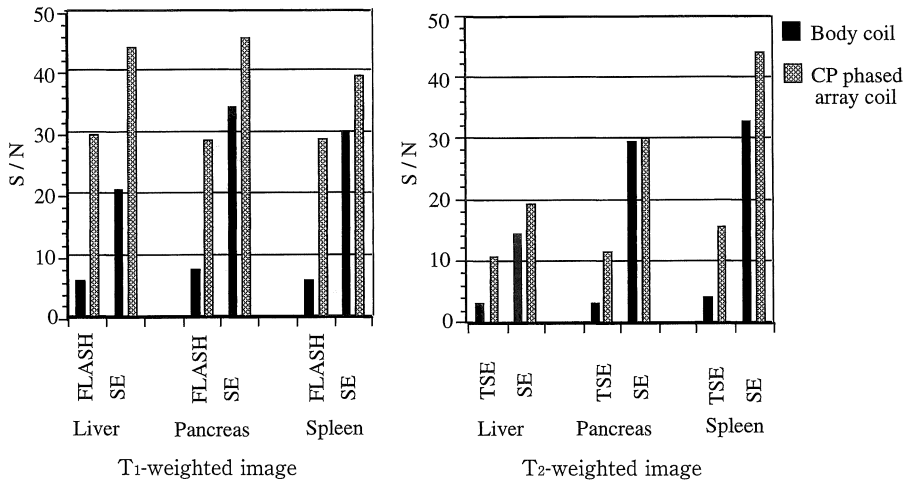 50
40
30
20
10
0
S / N
FLASH
SE
FLASH
SE
FLASH
SE
Liver
Pancreas
Spleen
T1-weighted image
50
40
30
20
10
0
S / N
TSE
SE
TSE
SE
TSE
SE
Liver
Pancreas
Spleen
T2-weighted image
Body coil
CP phased
array coil